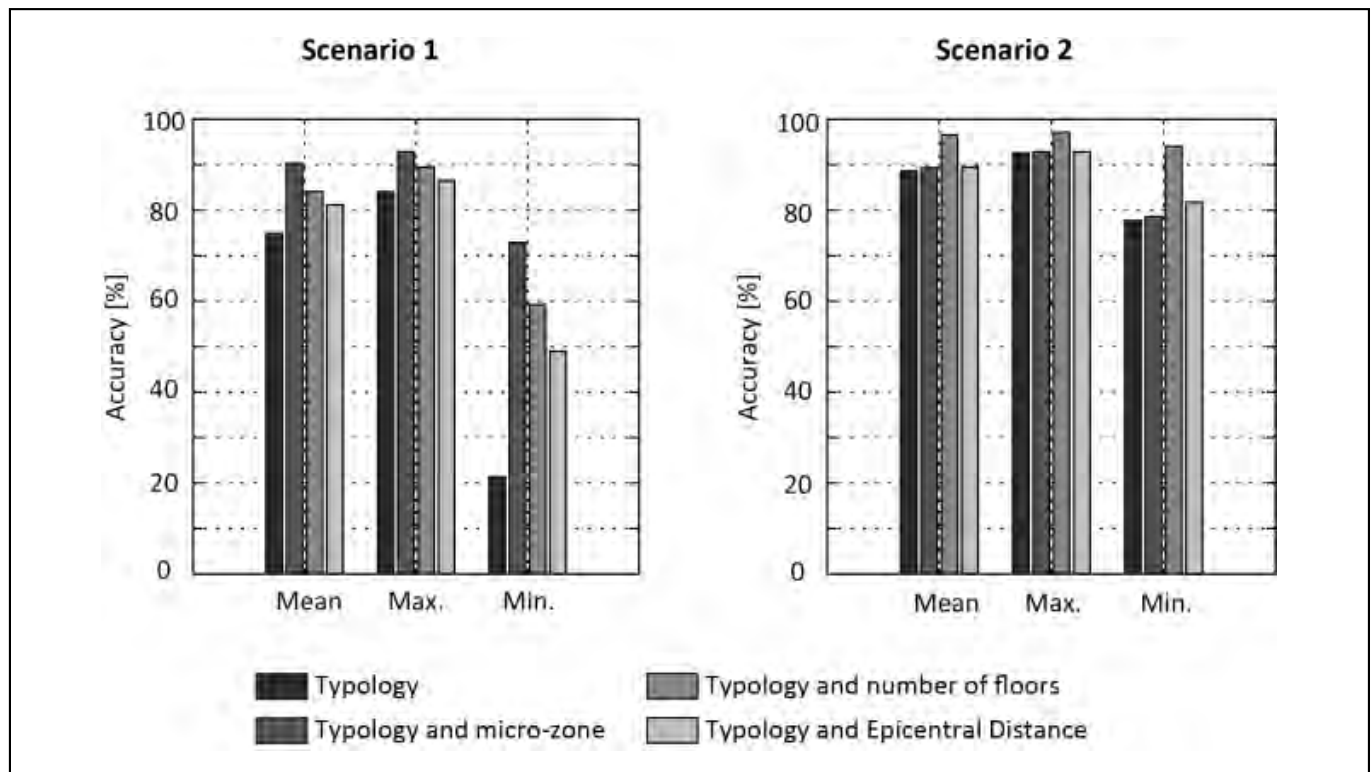 Scenario 1
Scenario 2
Accuracy [%]
100
80
60
40
20
0
Mean Max. Min.
Accuracy [%]
100
80
60
40
20
0
Mean Max. Min.
Typology
Typology and number of floors
Typology and micro-zone
Typology and Epicentral Distance